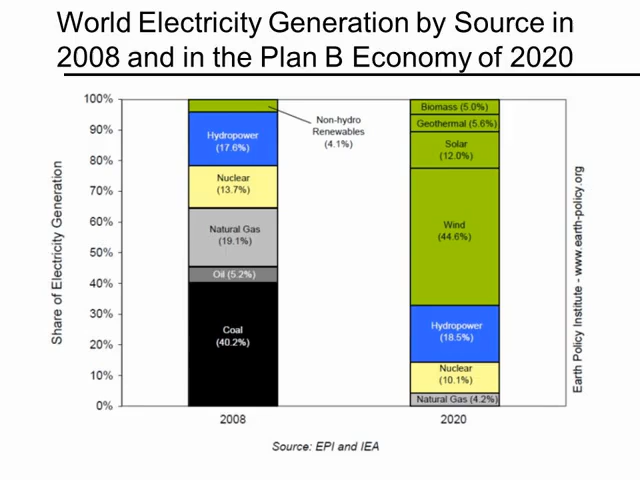 World Electricity Generation by Source in
2008 and in the Plan B Economy of 2020
Share of Electricity Generation
100%
90%
80%
70%
60%
50%
40%
30%
20%
10%
0%
Non-hydro
Renewables
(4.1%)
Hydropower
(17.6%)
Nuclear
(13.7%)
Natural Gas
(19.1%)
Oil (5.2%)
Coal
(40.2%)
2008
Biomass (5.0%)
Geothermal (5.6%)
Solar
(12.0%)
Wind
(44.6%)
Hydropower
(18.5%)
Nuclear
(10.1%)
Natural Gas (4.2%)
2020
Earth Policy Institute - www.earth-policy.org
Source: EPI and IEA